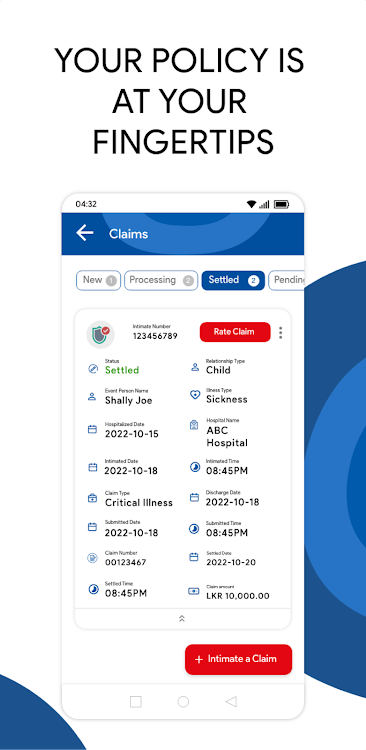 YOUR POLICY IS
AT YOUR
FINGERTIPS
04:32
Claims
New 1
Processing 2
Settled 2
Pendin
Intimate Number
123456789
Rate Claim
Status
Settled
Relationship Type
Child
Event Person Name
Shally Joe
Illness Type
Sickness
Hospitalized Date
2022-10-15
Hospital Name
ABC
Hospital
Intimated Date
2022-10-18
Intimated Time
08:45PM
Claim Type
Critical Illness
Discharge Date
2022-10-18
Submitted Date
2022-10-18
Submitted Time
08:45PM
Claim Number
00123467
Settled Date
2022-10-20
Settled Time
08:45PM
Claim amount
LKR 10,000.00
+ Intimate a Claim